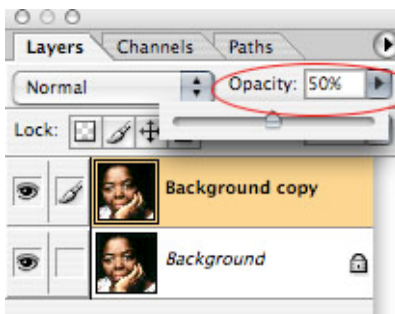 Layers Channels Paths
Normal Opacity: 50%
Lock:
Background copy
Background